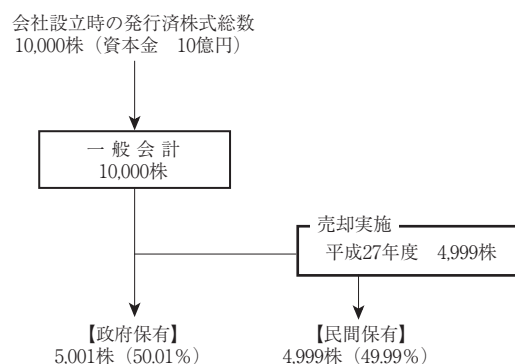 会社設立時の発行済株式総数
10,000株（資本金　10億円）
一 般 会 計
10,000株
売却実施
平成27年度　4,999株
【政府保有】
5,001株（50.01％）
【民間保有】
4,999株（49.99％）